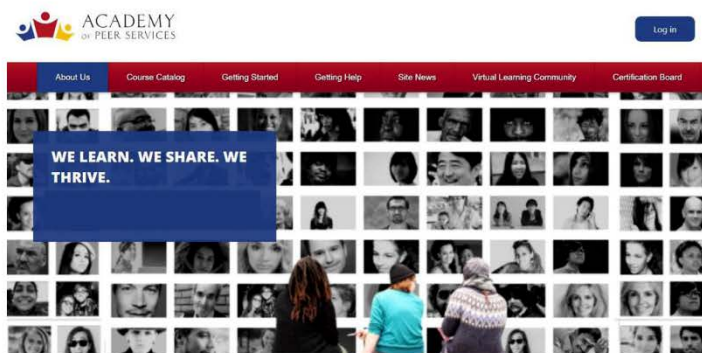 ACADEMY
OF PEER SERVICES
Log in
About Us
Course Catalog
Getting Started
Getting Help
Site News
Virtual Learning Community
Certification Board
WE LEARN. WE SHARE. WE
THRIVE.